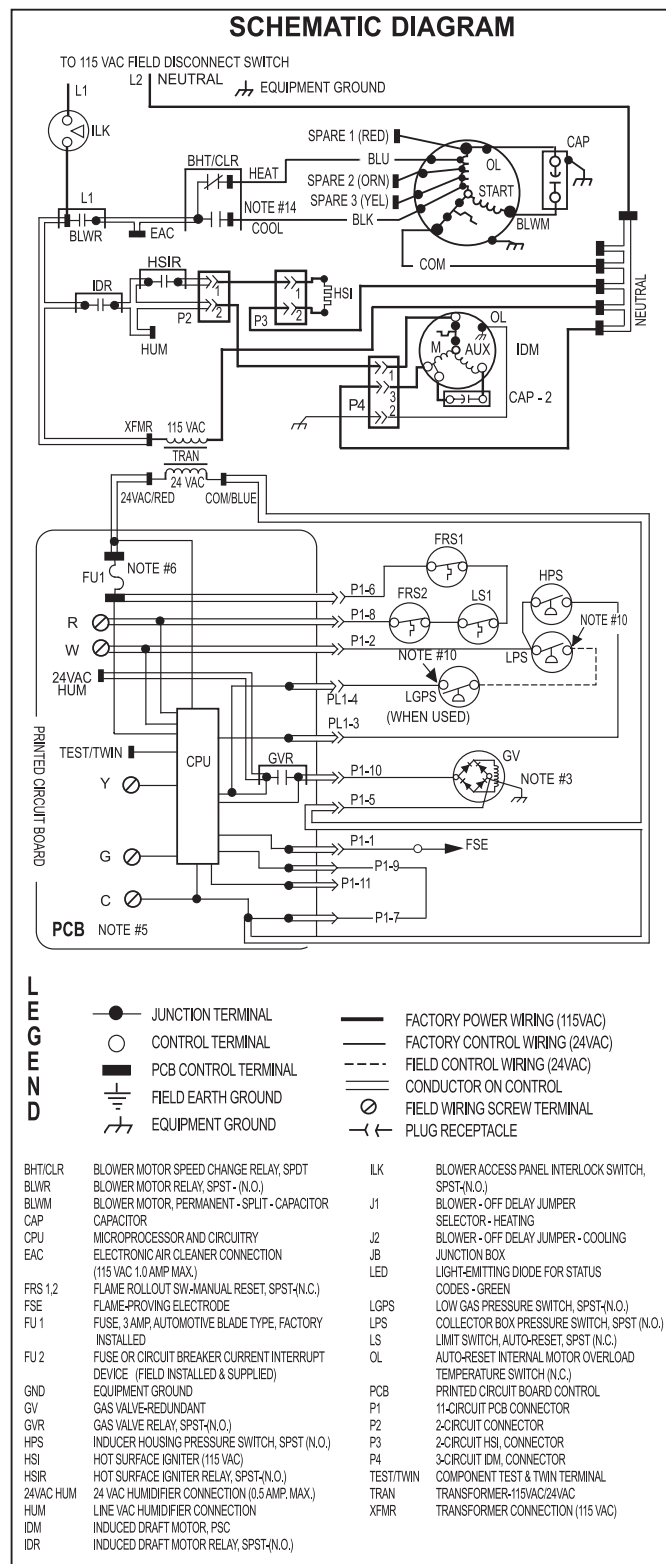 SCHEMATIC DIAGRAM
TO 115 VAC FIELD DISCONNECT SWITCH
L1
L2 NEUTRAL
EQUIPMENT GROUND
ILK
SPARE 1 (RED)
CAP
BHT/CLR
BLU
OL
HEAT
SPARE 2 (ORN)
START
L1
NOTE #14
SPARE 3 (YEL)
BLWM
BLWR
EAC
COOL
BLK
COM
HSIR
IDR
1
1
HSI
P2
2
P3
2
NEUTRAL
HUM
OL
IDM
M
AUX
1
3
P4
2
CAP - 2
XFMR
115 VAC
TRAN
24 VAC
24VAC/RED
COM/BLUE
FRS1
FU1
NOTE #6
P1-6
HPS
FRS2
LS1
R
P1-8
NOTE #10
W
P1-2
NOTE #10
LPS
24VAC
HUM
PL1-4
LGPS
(WHEN USED)
PL1-3
PRINTED CIRCUIT BOARD
TEST/TWIN
CPU
GVR
GV
P1-10
NOTE #3
Y
P1-5
P1-1
FSE
G
P1-9
P1-11
C
P1-7
PCB NOTE #5
LEGEND
JUNCTION TERMINAL
CONTROL TERMINAL
PCB CONTROL TERMINAL
FIELD EARTH GROUND
EQUIPMENT GROUND
FACTORY POWER WIRING (115VAC)
FACTORY CONTROL WIRING (24VAC)
FIELD CONTROL WIRING (24VAC)
CONDUCTOR ON CONTROL
FIELD WIRING SCREW TERMINAL
PLUG RECEPTACLE
BHT/CLR BLOWER MOTOR SPEED CHANGE RELAY, SPDT
BLWR BLOWER MOTOR RELAY, SPST - (N.O.)
BLWM BLOWER MOTOR, PERMANENT - SPLIT - CAPACITOR
CAP CAPACITOR
CPU MICROPROCESSOR AND CIRCUITRY
EAC ELECTRONIC AIR CLEANER CONNECTION
(115 VAC 1.0 AMP MAX.)
FRS 1,2 FLAME ROLLOUT SW.-MANUAL RESET, SPST-(N.C.)
FSE FLAME-PROVING ELECTRODE
FU 1 FUSE, 3 AMP, AUTOMOTIVE BLADE TYPE, FACTORY
INSTALLED
FU 2 FUSE OR CIRCUIT BREAKER CURRENT INTERRUPT
DEVICE (FIELD INSTALLED & SUPPLIED)
GND EQUIPMENT GROUND
GV GAS VALVE-REDUNDANT
GVR GAS VALVE RELAY, SPST-(N.O.)
HPS INDUCER HOUSING PRESSURE SWITCH, SPST (N.O.)
HSI HOT SURFACE IGNITER (115 VAC)
HSIR HOT SURFACE IGNITER RELAY, SPST-(N.O.)
24VAC HUM 24 VAC HUMIDIFIER CONNECTION (0.5 AMP. MAX.)
HUM LINE VAC HUMIDIFIER CONNECTION
IDM INDUCED DRAFT MOTOR, PSC
IDR INDUCED DRAFT MOTOR RELAY, SPST-(N.O.)
ILK BLOWER ACCESS PANEL INTERLOCK SWITCH,
SPST-(N.O.)
J1 BLOWER - OFF DELAY JUMPER
SELECTOR - HEATING
J2 BLOWER - OFF DELAY JUMPER - COOLING
JB JUNCTION BOX
LED LIGHT-EMITTING DIODE FOR STATUS
CODES - GREEN
LGPS LOW GAS PRESSURE SWITCH, SPST-(N.O.)
LPS COLLECTOR BOX PRESSURE SWITCH, SPST (N.O.)
LS LIMIT SWITCH, AUTO-RESET, SPST (N.C.)
OL AUTO-RESET INTERNAL MOTOR OVERLOAD
TEMPERATURE SWITCH (N.C.)
PCB PRINTED CIRCUIT BOARD CONTROL
P1 11-CIRCUIT PCB CONNECTOR
P2 2-CIRCUIT CONNECTOR
P3 2-CIRCUIT HSI, CONNECTOR
P4 3-CIRCUIT IDM, CONNECTOR
TEST/TWIN COMPONENT TEST & TWIN TERMINAL
TRAN TRANSFORMER-115VAC/24VAC
XFMR TRANSFORMER CONNECTION (115 VAC)